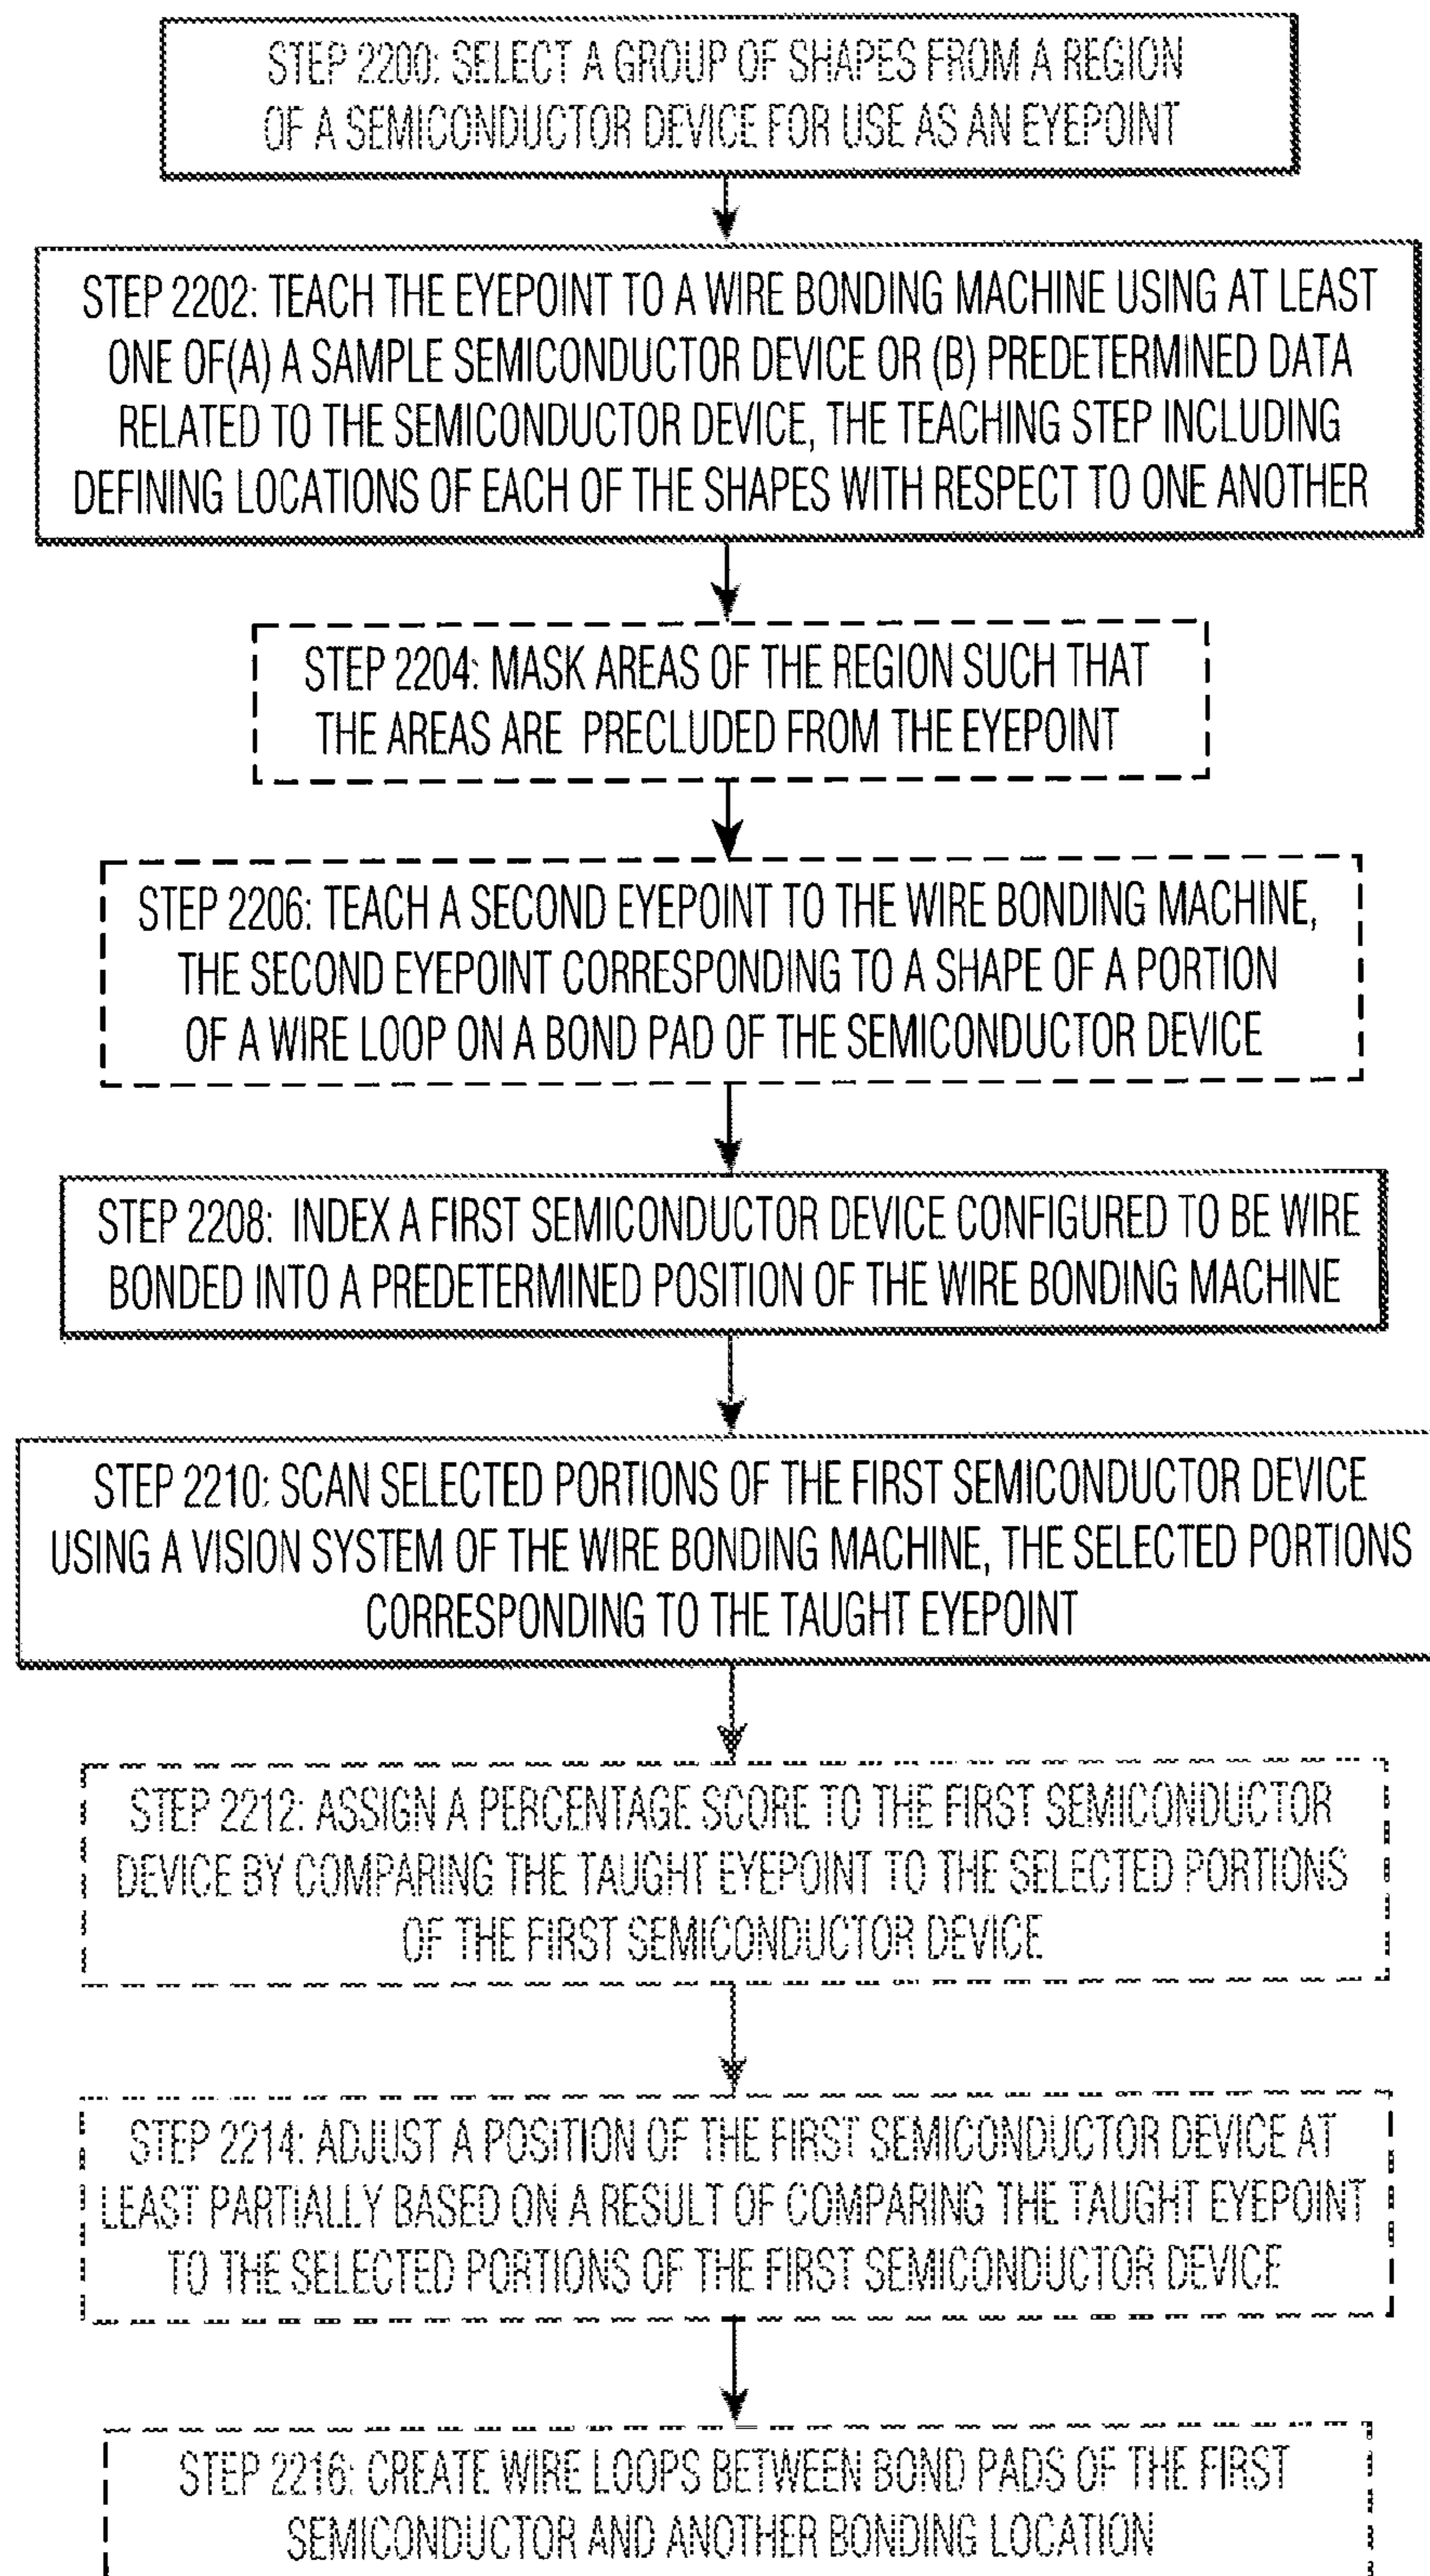 STEP 2200: SELECT A GROUP OF SHAPES FROM A REGION
OF A SEMICONDUCTOR DEVICE FOR USE AS AN EYEPOINT
STEP 2202: TEACH THE EYEPOINT TO A WIRE BONDING MACHINE USING AT LEAST
ONE OF(A) A SAMPLE SEMICONDUCTOR DEVICE OR (B) PREDETERMINED DATA
RELATED TO THE SEMICONDUCTOR DEVICE, THE TEACHING STEP INCLUDING
DEFINING LOCATIONS OF EACH OF THE SHAPES WITH RESPECT TO ONE ANOTHER
STEP 2204: MASK AREAS OF THE REGION SUCH THAT
THE AREAS ARE PRECLUDED FROM THE EYEPOINT
STEP 2206: TEACH A SECOND EYEPOINT TO THE WIRE BONDING MACHINE,
THE SECOND EYEPOINT CORRESPONDING TO A SHAPE OF A PORTION
OF A WIRE LOOP ON A BOND PAD OF THE SEMICONDUCTOR DEVICE
STEP 2208: INDEX A FIRST SEMICONDUCTOR DEVICE CONFIGURED TO BE WIRE
BONDED INTO A PREDETERMINED POSITION OF THE WIRE BONDING MACHINE
STEP 2210: SCAN SELECTED PORTIONS OF THE FIRST SEMICONDUCTOR DEVICE
USING A VISION SYSTEM OF THE WIRE BONDING MACHINE, THE SELECTED PORTIONS
CORRESPONDING TO THE TAUGHT EYEPOINT
STEP 2212: ASSIGN A PERCENTAGE SCORE TO THE FIRST SEMICONDUCTOR
DEVICE BY COMPARING THE TAUGHT EYEPOINT TO THE SELECTED PORTIONS
OF THE FIRST SEMICONDUCTOR DEVICE
STEP 2214: ADJUST A POSITION OF THE FIRST SEMICONDUCTOR DEVICE AT
LEAST PARTIALLY BASED ON A RESULT OF COMPARING THE TAUGHT EYEPOINT
TO THE SELECTED PORTIONS OF THE FIRST SEMICONDUCTOR DEVICE
STEP 2216: CREATE WIRE LOOPS BETWEEN BOND PADS OF THE FIRST
SEMICONDUCTOR AND ANOTHER BONDING LOCATION